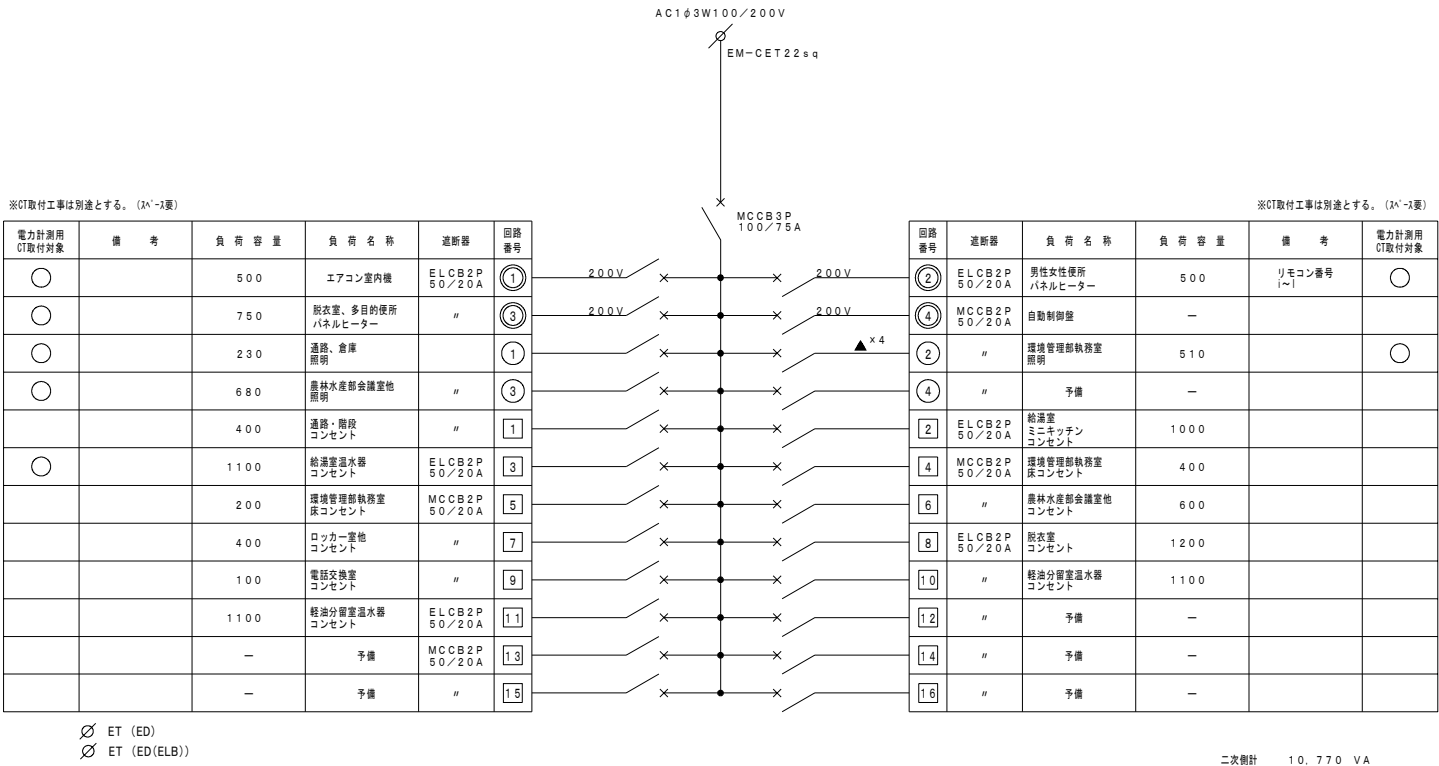 AC1φ3W100/200V
EM-CET22sq
MCCB3P
100/75A
※CT取付工事は別途とする。(スペース要)
電力計測用
CT取付対象
備 考
負 荷 容 量
負 荷 名 称
遮断器
回路
番号
500
エアコン室内機
ELCB2P
50/20A
1
200V
750
脱衣室、多目的便所
パネルヒーター
〃
3
200V
230
通路、倉庫
照明
1
680
農林水産部会議室他
照明
〃
3
400
通路・階段
コンセント
〃
1
1100
給湯室温水器
コンセント
ELCB2P
50/20A
3
200
環境管理部執務室
床コンセント
MCCB2P
50/20A
5
400
ロッカー室他
コンセント
〃
7
100
電話交換室
コンセント
〃
9
1100
軽油分留室温水器
コンセント
ELCB2P
50/20A
11
―
予備
MCCB2P
50/20A
13
―
予備
〃
15
※CT取付工事は別途とする。(スペース要)
回路
番号
遮断器
負 荷 名 称
負 荷 容 量
備 考
電力計測用
CT取付対象
200V
2
ELCB2P
50/20A
男性女性便所
パネルヒーター
500
リモコン番号
i~l
200V
4
MCCB2P
50/20A
自動制御盤
―
▲×4
2
〃
環境管理部執務室
照明
510
4
〃
予備
―
2
ELCB2P
50/20A
給湯室
ミニキッチン
コンセント
1000
4
MCCB2P
50/20A
環境管理部執務室
床コンセント
400
6
〃
農林水産部会議室他
コンセント
600
8
ELCB2P
50/20A
脱衣室
コンセント
1200
10
〃
軽油分留室温水器
コンセント
1100
12
〃
予備
―
14
〃
予備
―
16
〃
予備
―
ET (ED)
ET (ED(ELB))
二次側計 10,770 VA